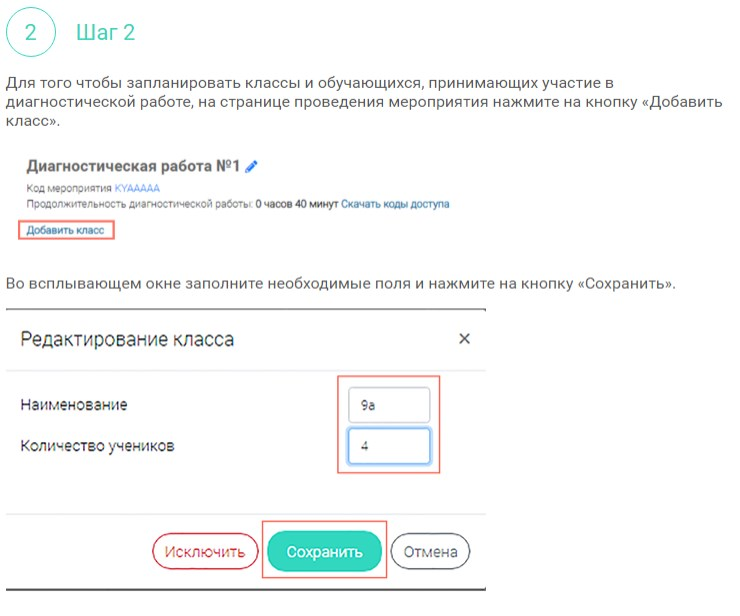 2 Шаг 2
Для того чтобы запланировать классы и обучающихся, принимающих участие в
диагностической работе, на странице проведения мероприятия нажмите на кнопку «Добавить
класс».
Диагностическая работа №1
Код мероприятия KYAAAAA
Продолжительность диагностической работы: 0 часов 40 минут Скачать коды доступа
Добавить класс
Во всплывающем окне заполните необходимые поля и нажмите на кнопку «Сохранить».
Редактирование класса ×
Наименование 9а
Количество учеников 4
Исключить Сохранить Отмена